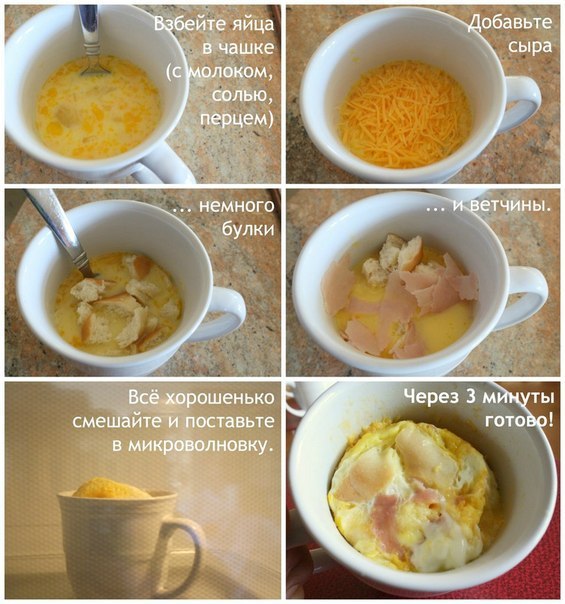 Взбейте яйца
в чашке
(с молоком,
солью,
перцем)
Добавьте
сыра
... немного
булки
... и ветчины.
Всё хорошенько
смешайте и поставьте
в микроволновку.
Через 3 минуты
готово!